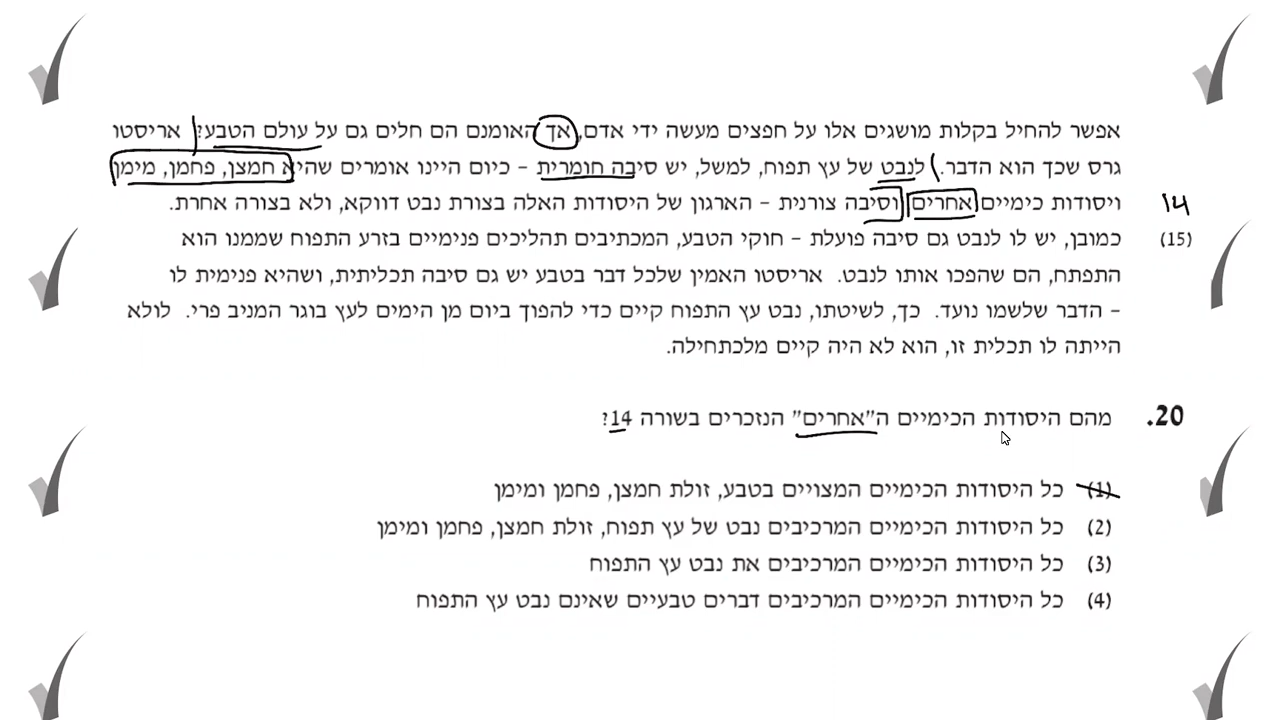 אפשר להחיל בקלות מושגים אלו על חפצים מעשה ידי אדם, אך האומנם הם חלים גם על עולם הטבע? אריסטו
גרס שכך הוא הדבר. לנבט של עץ תפוח, למשל, יש סיבה חומרית – כיום היינו אומרים שהיא חמצן, פחמן, מימן
ויסודות כימיים אחרים וסיבה צורנית – הארגון של היסודות האלה בצורת נבט דווקא, ולא בצורה אחרת. 14
(15) כמובן, יש לו לנבט גם סיבה פועלת – חוקי הטבע, המכתיבים תהליכים פנימיים בזרע התפוח שממנו הוא
התפתח, הם שהפכו אותו לנבט. אריסטו האמין שלכל דבר בטבע יש גם סיבה תכליתית, ושהיא פנימית לו
– הדבר שלשמו נועד. כך, לשיטתו, נבט עץ התפוח קיים כדי להפוך ביום מן הימים לעץ בוגר המניב פרי. לולא
הייתה לו תכלית זו, הוא לא היה קיים מלכתחילה.
20. מהם היסודות הכימיים ה"אחרים" הנזכרים בשורה 14?
(1) כל היסודות הכימיים המצויים בטבע, זולת חמצן, פחמן ומימן
(2) כל היסודות הכימיים המרכיבים נבט של עץ תפוח, זולת חמצן, פחמן ומימן
(3) כל היסודות הכימיים המרכיבים את נבט עץ התפוח
(4) כל היסודות הכימיים המרכיבים דברים טבעיים שאינם נבט עץ התפוח